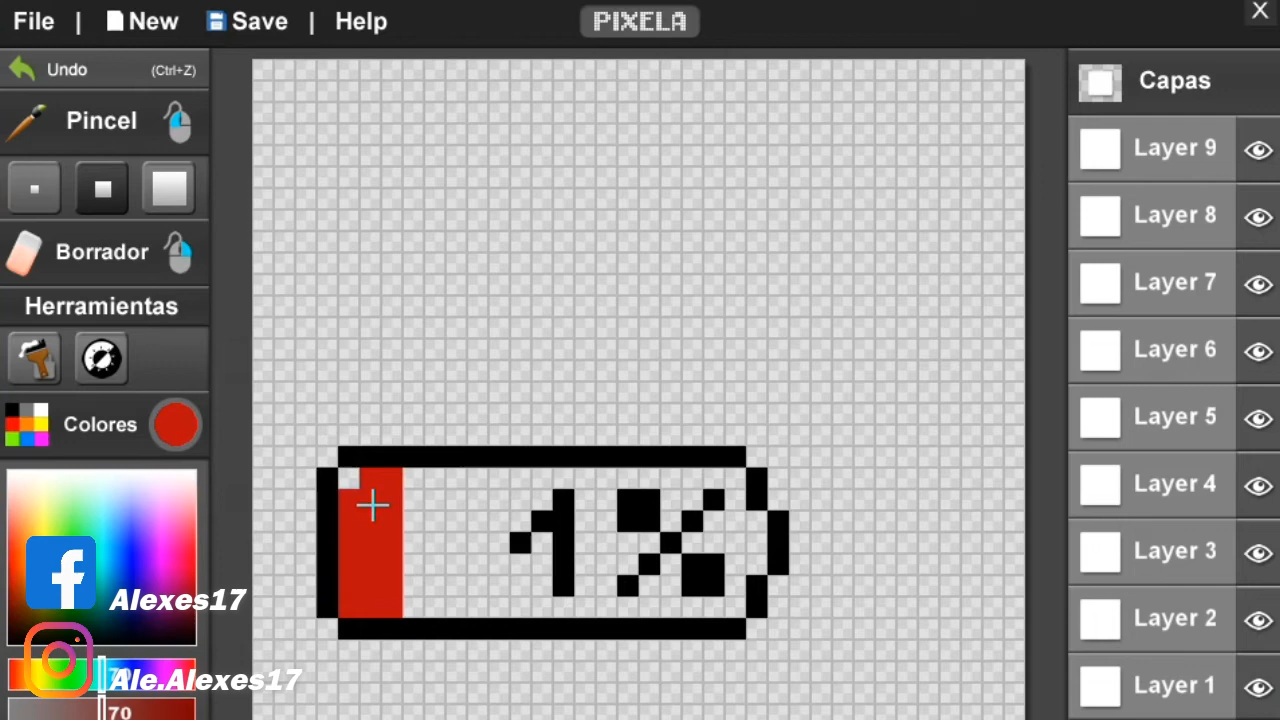 File | New Save | Help
PIXELA
X
Undo (Ctrl+Z)
Pincel
Borrador
Herramientas
Colores
Alexes17
Ale.Alexes17
70
1%
Capas
Layer 9
Layer 8
Layer 7
Layer 6
Layer 5
Layer 4
Layer 3
Layer 2
Layer 1